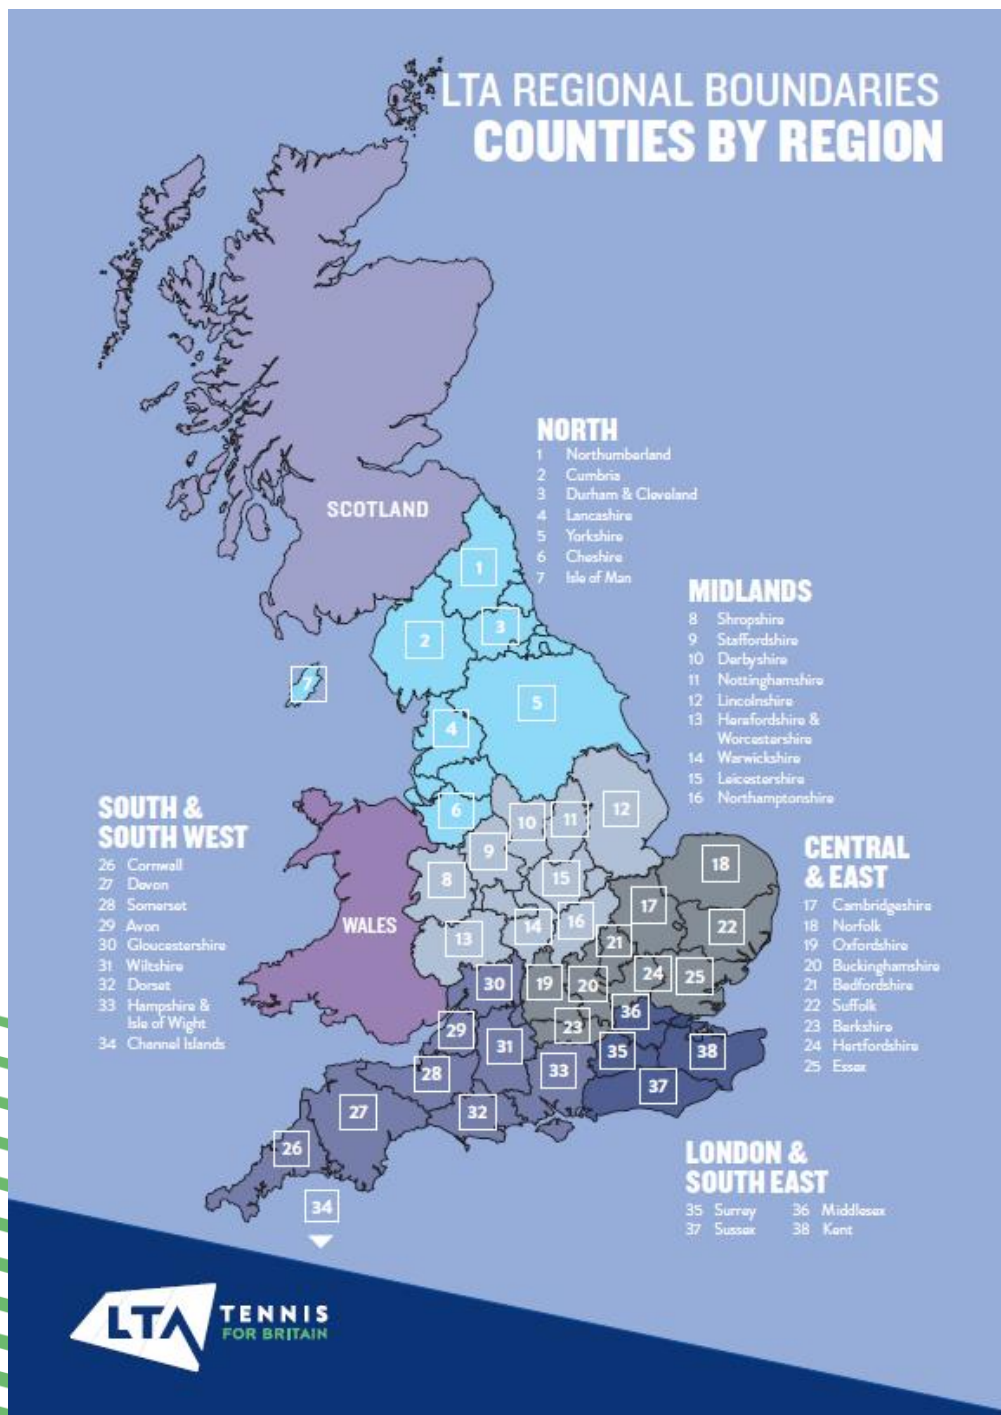 LTA REGIONAL BOUNDARIES
COUNTIES BY REGION
SCOTLAND
WALES
NORTH
1 Northumberland
2 Cumbria
3 Durham & Cleveland
4 Lancashire
5 Yorkshire
6 Cheshire
7 Isle of Man
MIDLANDS
8 Shropshire
9 Staffordshire
10 Derbyshire
11 Nottinghamshire
12 Lincolnshire
13 Herefordshire &
Worcestershire
14 Warwickshire
15 Leicestershire
16 Northamptonshire
SOUTH &
SOUTH WEST
26 Cornwall
27 Devon
28 Somerset
29 Avon
30 Gloucestershire
31 Wiltshire
32 Dorset
33 Hampshire &
Isle of Wight
34 Channel Islands
CENTRAL
& EAST
17 Cambridgeshire
18 Norfolk
19 Oxfordshire
20 Buckinghamshire
21 Bedfordshire
22 Suffolk
23 Berkshire
24 Hertfordshire
25 Essex
LONDON &
SOUTH EAST
35 Surrey 36 Middlesex
37 Sussex 38 Kent
1
2
3
7
5
4
6
10
11
12
9
8
15
18
17
13
14
16
22
21
30
19
20
24
25
36
29
23
31
35
38
28
33
37
27
32
26
34
LTA TENNIS
FOR BRITAIN